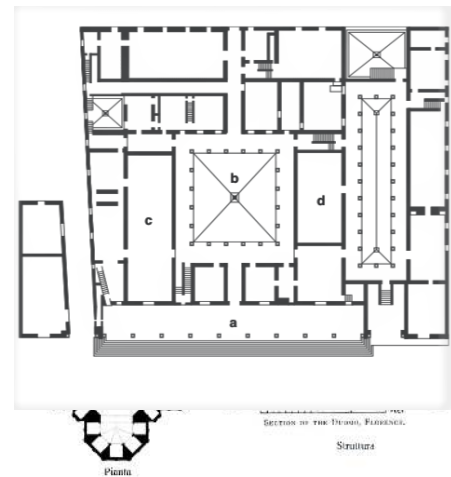 b
c
d
a
SECTION OF THE DUOMO, FLORENCE.
Struttura
Pianta